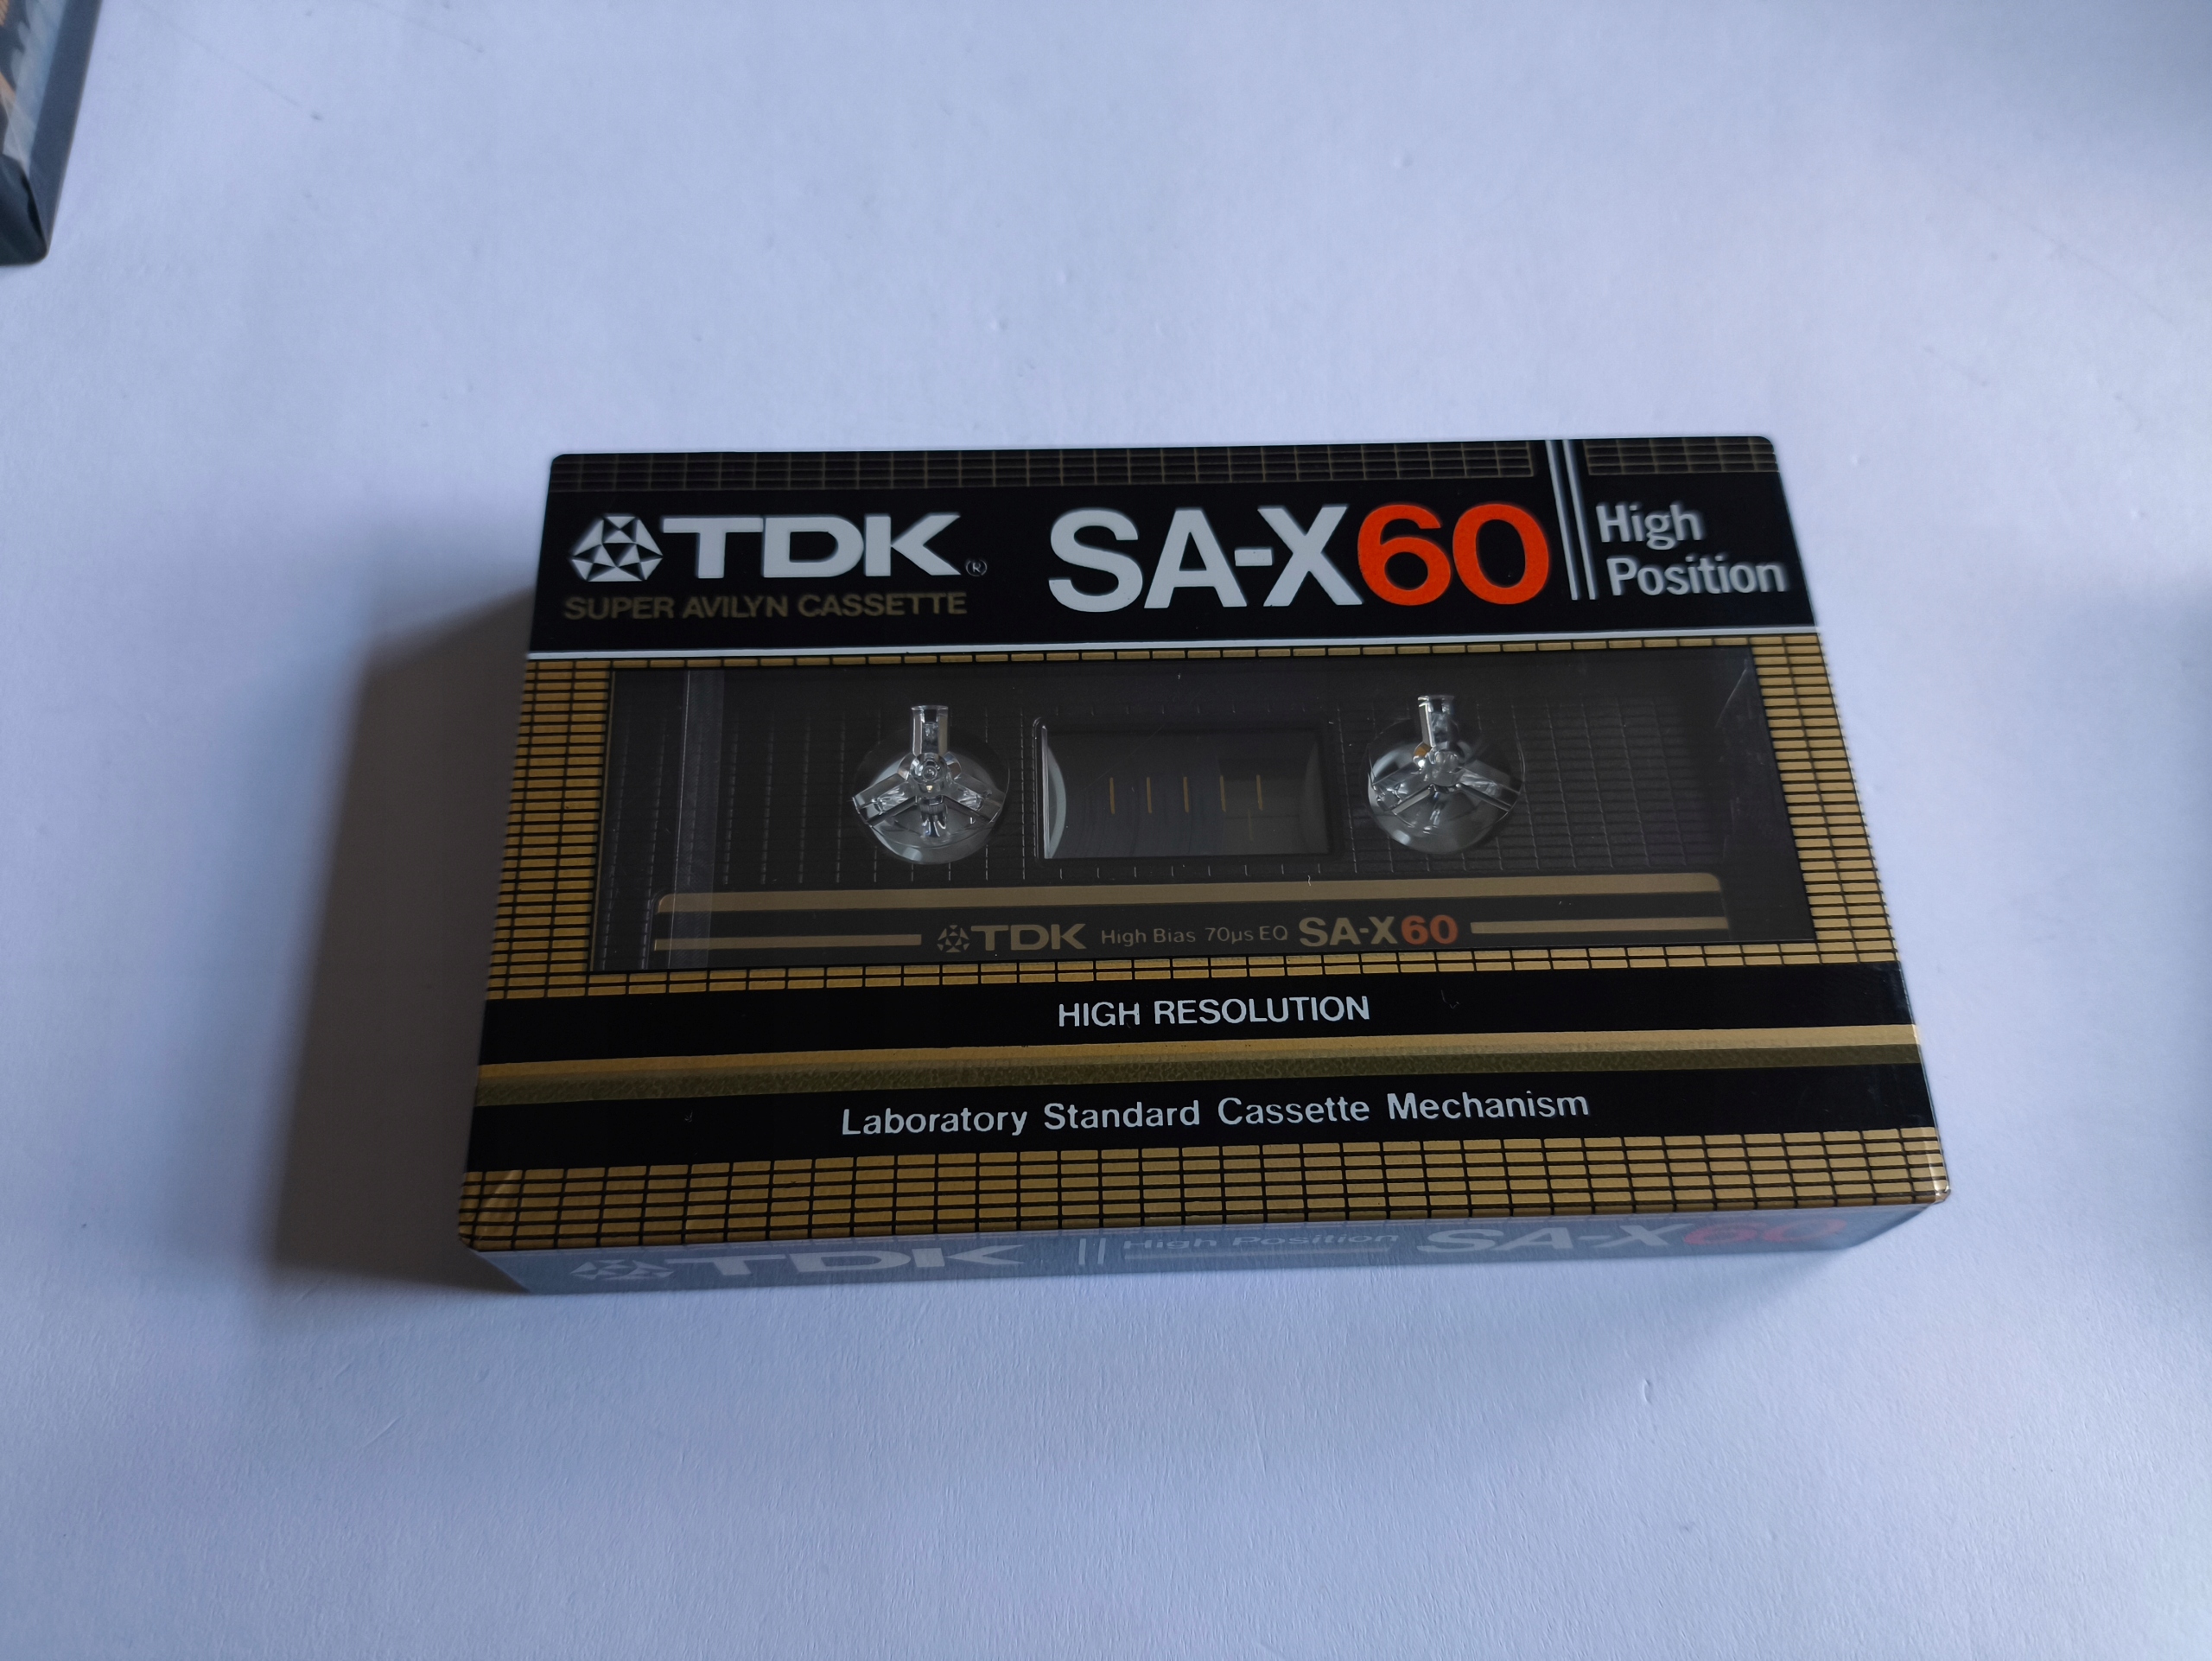 TDK® SA-X60 High Position
SUPER AVILYN CASSETTE
TDK High Bias 70µs EQ SA-X60
HIGH RESOLUTION
Laboratory Standard Cassette Mechanism
TDK High Position SA-X60